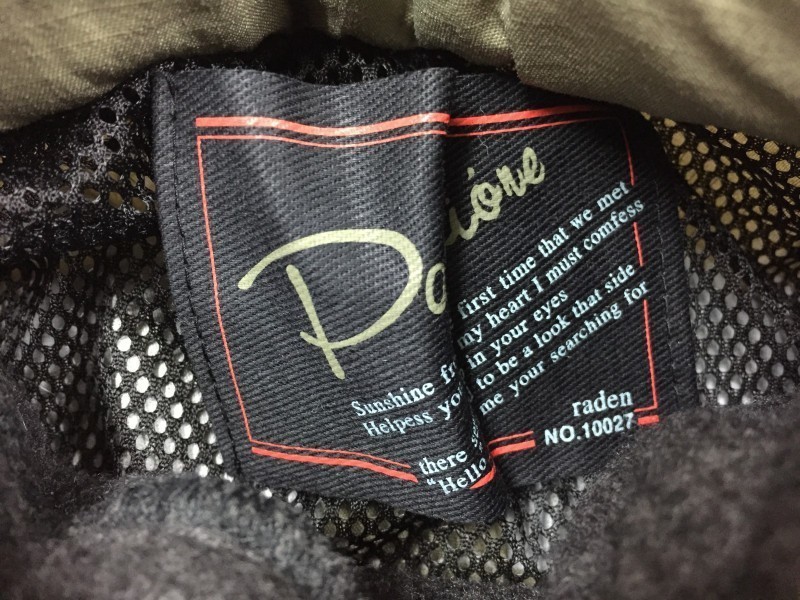 first time that we met
my heart I must comfess
Sunshine in your eyes
Helpess to be a look that side
there me your searching for
"Hello
raden
NO.10027